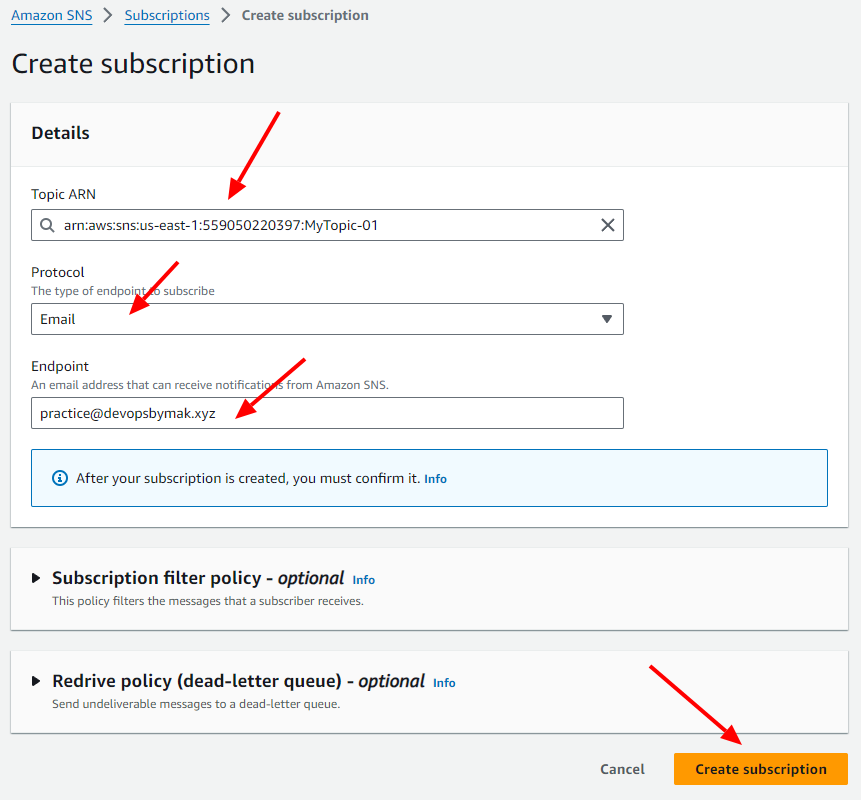 Amazon SNS > Subscriptions > Create subscription
Create subscription
Details
Topic ARN
arn:aws:sns:us-east-1:559050220397:MyTopic-01
Protocol
The type of endpoint to subscribe
Email
Endpoint
An email address that can receive notifications from Amazon SNS.
practice@devopsbymak.xyz
After your subscription is created, you must confirm it. Info
Subscription filter policy - optional Info
This policy filters the messages that a subscriber receives.
Redrive policy (dead-letter queue) - optional Info
Send undeliverable messages to a dead-letter queue.
Cancel Create subscription